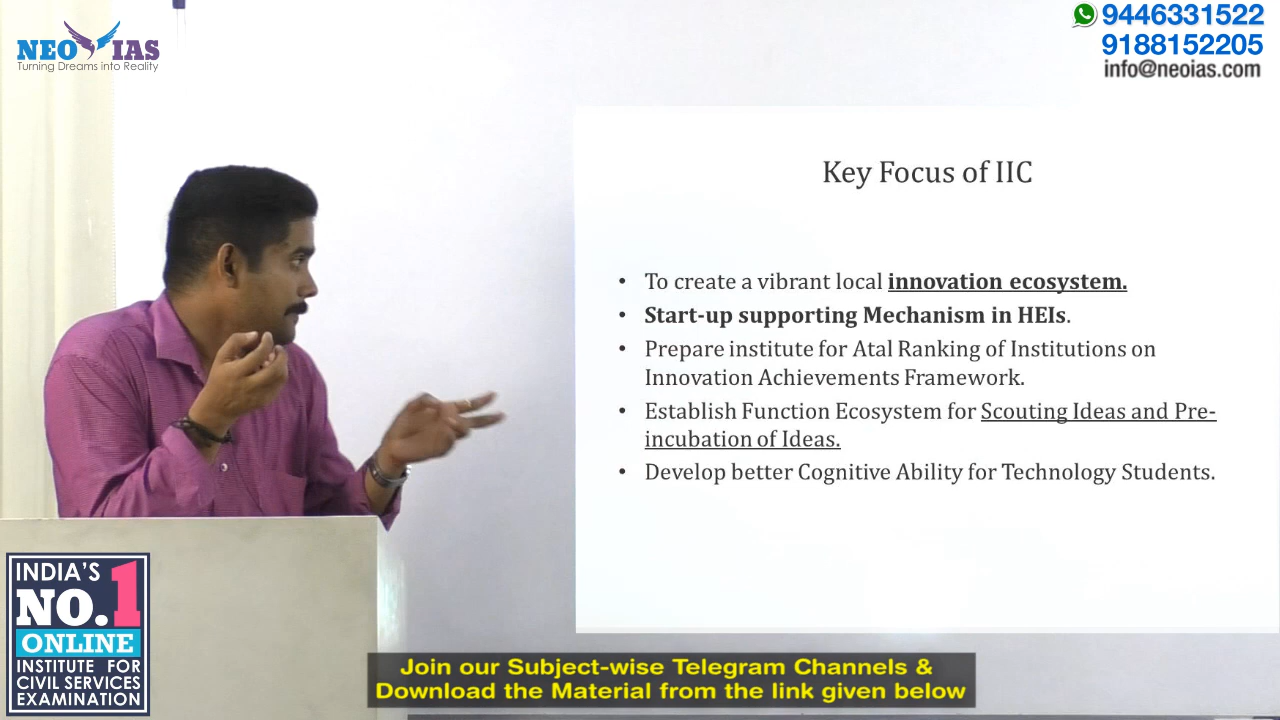 NEO IAS
Turning Dreams into Reality
9446331522
9188152205
info@neoias.com
Key Focus of IIC
• To create a vibrant local innovation ecosystem.
• Start-up supporting Mechanism in HEIs.
• Prepare institute for Atal Ranking of Institutions on
Innovation Achievements Framework.
• Establish Function Ecosystem for Scouting Ideas and Pre-
incubation of Ideas.
• Develop better Cognitive Ability for Technology Students.
INDIA'S
NO.1
ONLINE
INSTITUTE FOR
CIVIL SERVICES
EXAMINATION
Join our Subject-wise Telegram Channels &
Download the Material from the link given below